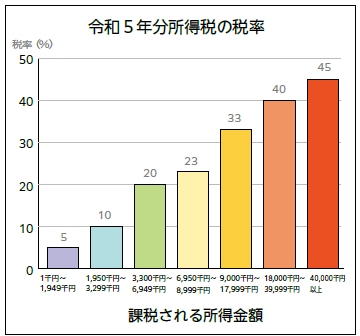 令和５年分所得税の税率
税率 (%)
50
40
30
20
10
0
5
10
20
23
33
40
45
1千円～
1,949千円
1,950千円～
3,299千円
3,300千円～
6,949千円
6,950千円～
8,999千円
9,000千円～
17,999千円
18,000千円～
39,999千円
40,000千円
以上
課税される所得金額